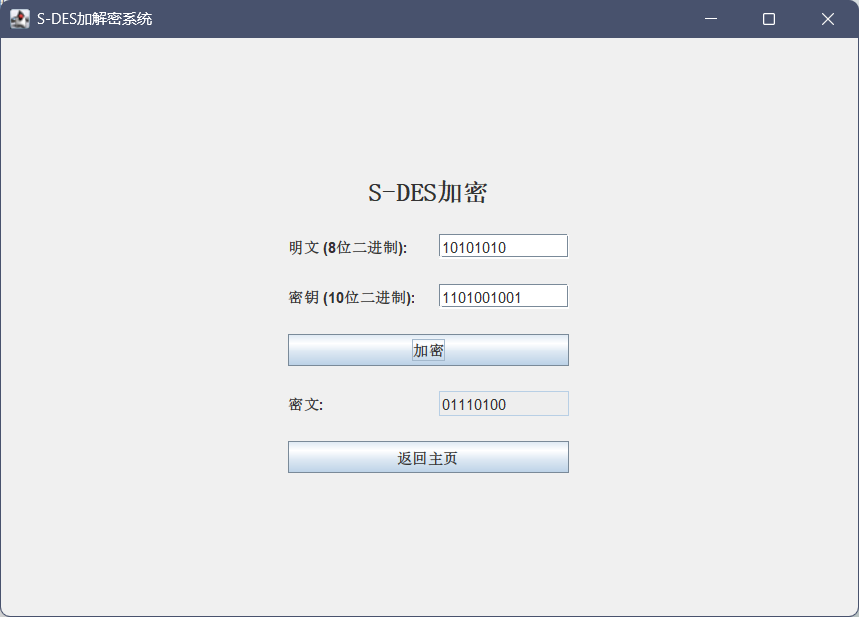 S-DES加解密系统
S-DES加密
明文 (8位二进制): 10101010
密钥 (10位二进制): 1101001001
加密
密文: 01110100
返回主页